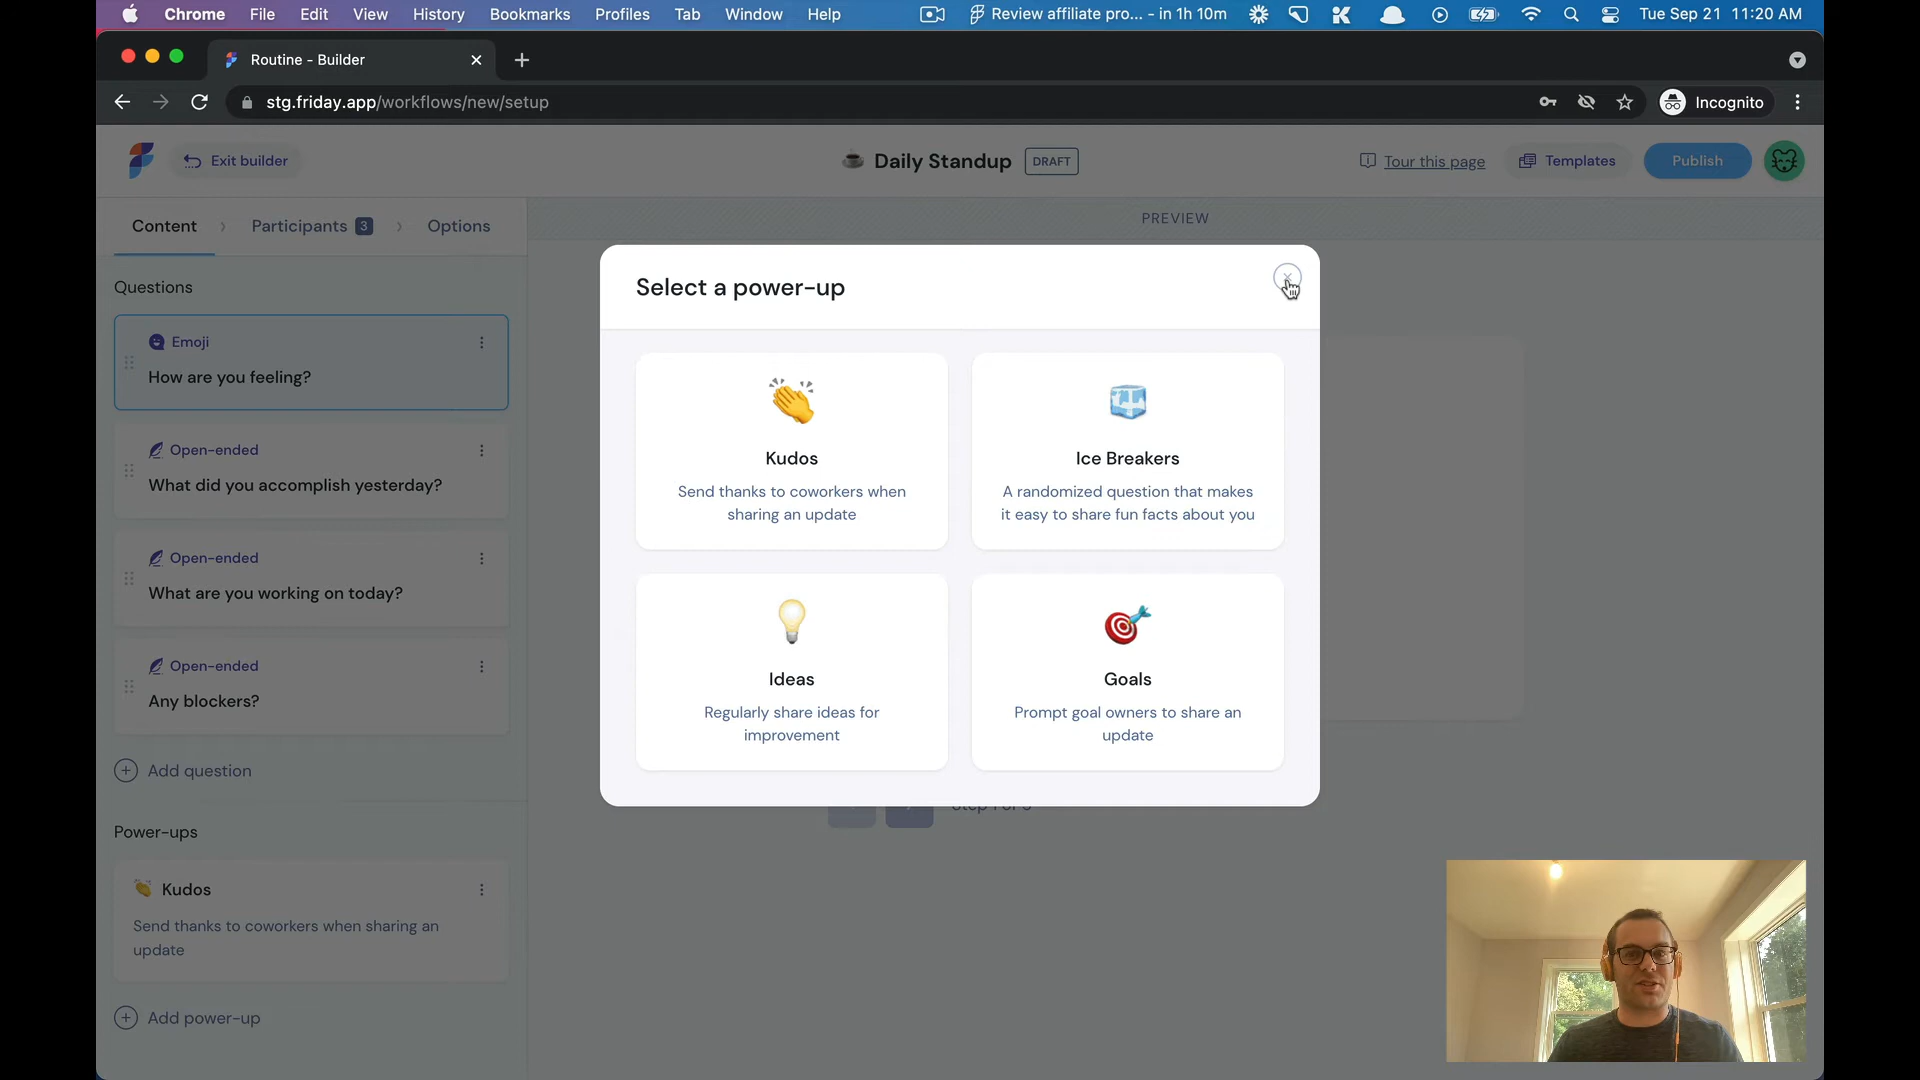 Chrome File Edit View History Bookmarks Profiles Tab Window Help Review affiliate pro... - in 1h 10m Tue Sep 21 11:20 AM
Routine - Builder
stg.friday.app/workflows/new/setup Incognito
Exit builder ☕ Daily Standup DRAFT Tour this page Templates Publish
Content Participants 3 Options
PREVIEW
Questions
Emoji
How are you feeling?
Open-ended
What did you accomplish yesterday?
Open-ended
What are you working on today?
Open-ended
Any blockers?
Add question
Power-ups
Kudos
Send thanks to coworkers when sharing an
update
Add power-up
Select a power-up
Kudos
Send thanks to coworkers when
sharing an update
Ice Breakers
A randomized question that makes
it easy to share fun facts about you
Ideas
Regularly share ideas for
improvement
Goals
Prompt goal owners to share an
update